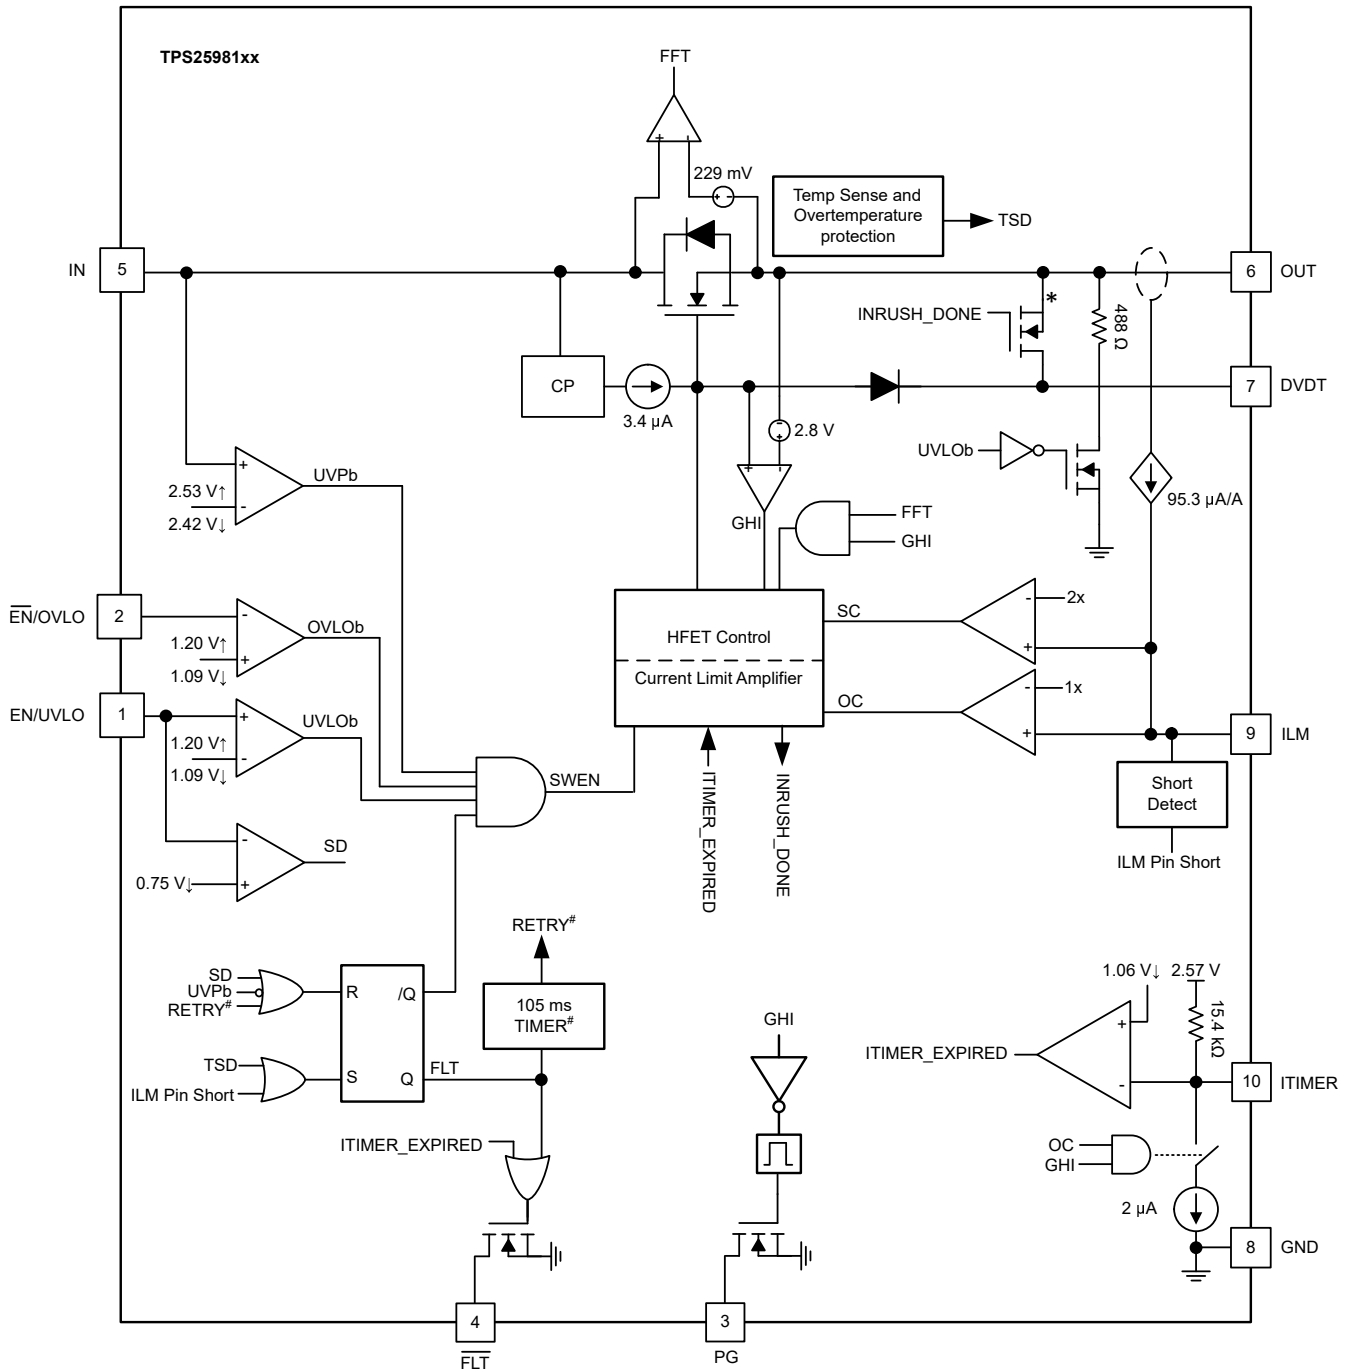 TPS25981xx
FFT
+
-
229 mV
+ -
Temp Sense and
Overtemperature
protection
TSD
IN
5
6
OUT
INRUSH_DONE
*
488 Ω
CP
3.4 µA
7
DVDT
2.8 V
- +
UVLOb
95.3 µA/A
+
-
2.53 V↑
2.42 V↓
UVPb
+
-
GHI
FFT
GHI
EN/OVLO
2
-
+
1.20 V↑
1.09 V↓
OVLOb
EN/UVLO
1
+
-
1.20 V↑
1.09 V↓
UVLOb
HFET Control
Current Limit Amplifier
SC
-
2x
+
OC
-
1x
+
9
ILM
Short
Detect
ILM Pin Short
SWEN
ITIMER_EXPIRED
INRUSH_DONE
-
+
0.75 V↓
SD
SD
UVPb
RETRY#
R
/Q
TSD
ILM Pin Short
S
Q
FLT
RETRY#
105 ms
TIMER#
ITIMER_EXPIRED
GHI
1.06 V↓
2.57 V
15.4 kΩ
ITIMER_EXPIRED
+
-
10
ITIMER
OC
GHI
2 µA
8
GND
4
FLT
3
PG